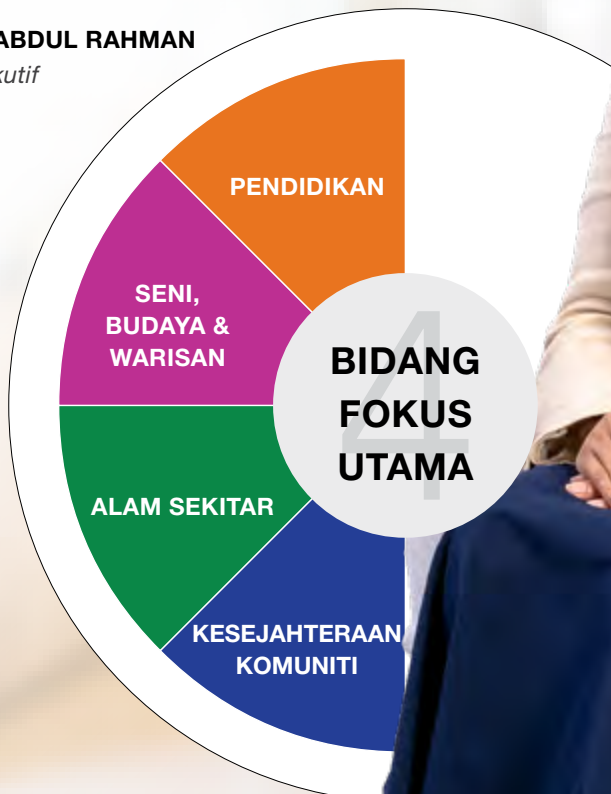 ABDUL RAHMAN
kutif
PENDIDIKAN
SENI,
BUDAYA &
WARISAN
4
BIDANG
FOKUS
UTAMA
ALAM SEKITAR
KESEJAHTERAAN
KOMUNITI